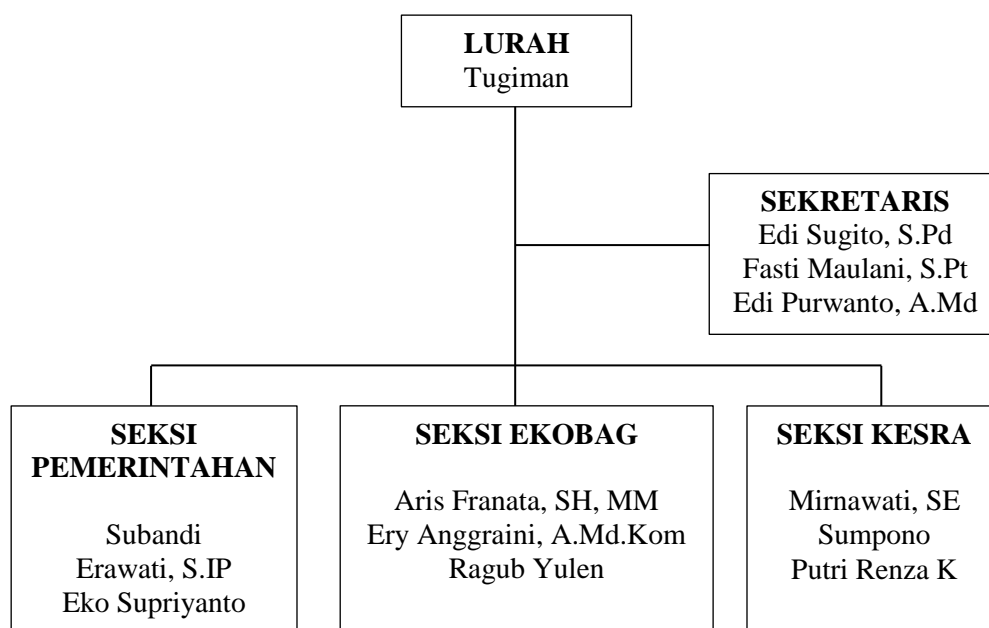 LURAH
Tugiman
SEKRETARIS
Edi Sugito, S.Pd
Fasti Maulani, S.Pt
Edi Purwanto, A.Md
SEKSI
PEMERINTAHAN
Subandi
Erawati, S.IP
Eko Supriyanto
SEKSI EKOBAG
Aris Franata, SH, MM
Ery Anggraini, A.Md.Kom
Ragub Yulen
SEKSI KESRA
Mirnawati, SE
Sumpono
Putri Renza K